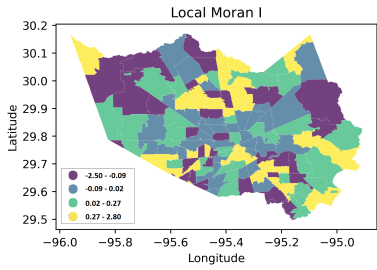 Local Moran I
30.2
30.1
30.0
29.9
29.8
29.7
29.6
29.5
Latitude
-2.50 - -0.09
-0.09 - 0.02
0.02 - 0.27
0.27 - 2.80
−96.0 −95.8 −95.6 −95.4 −95.2 −95.0
Longitude